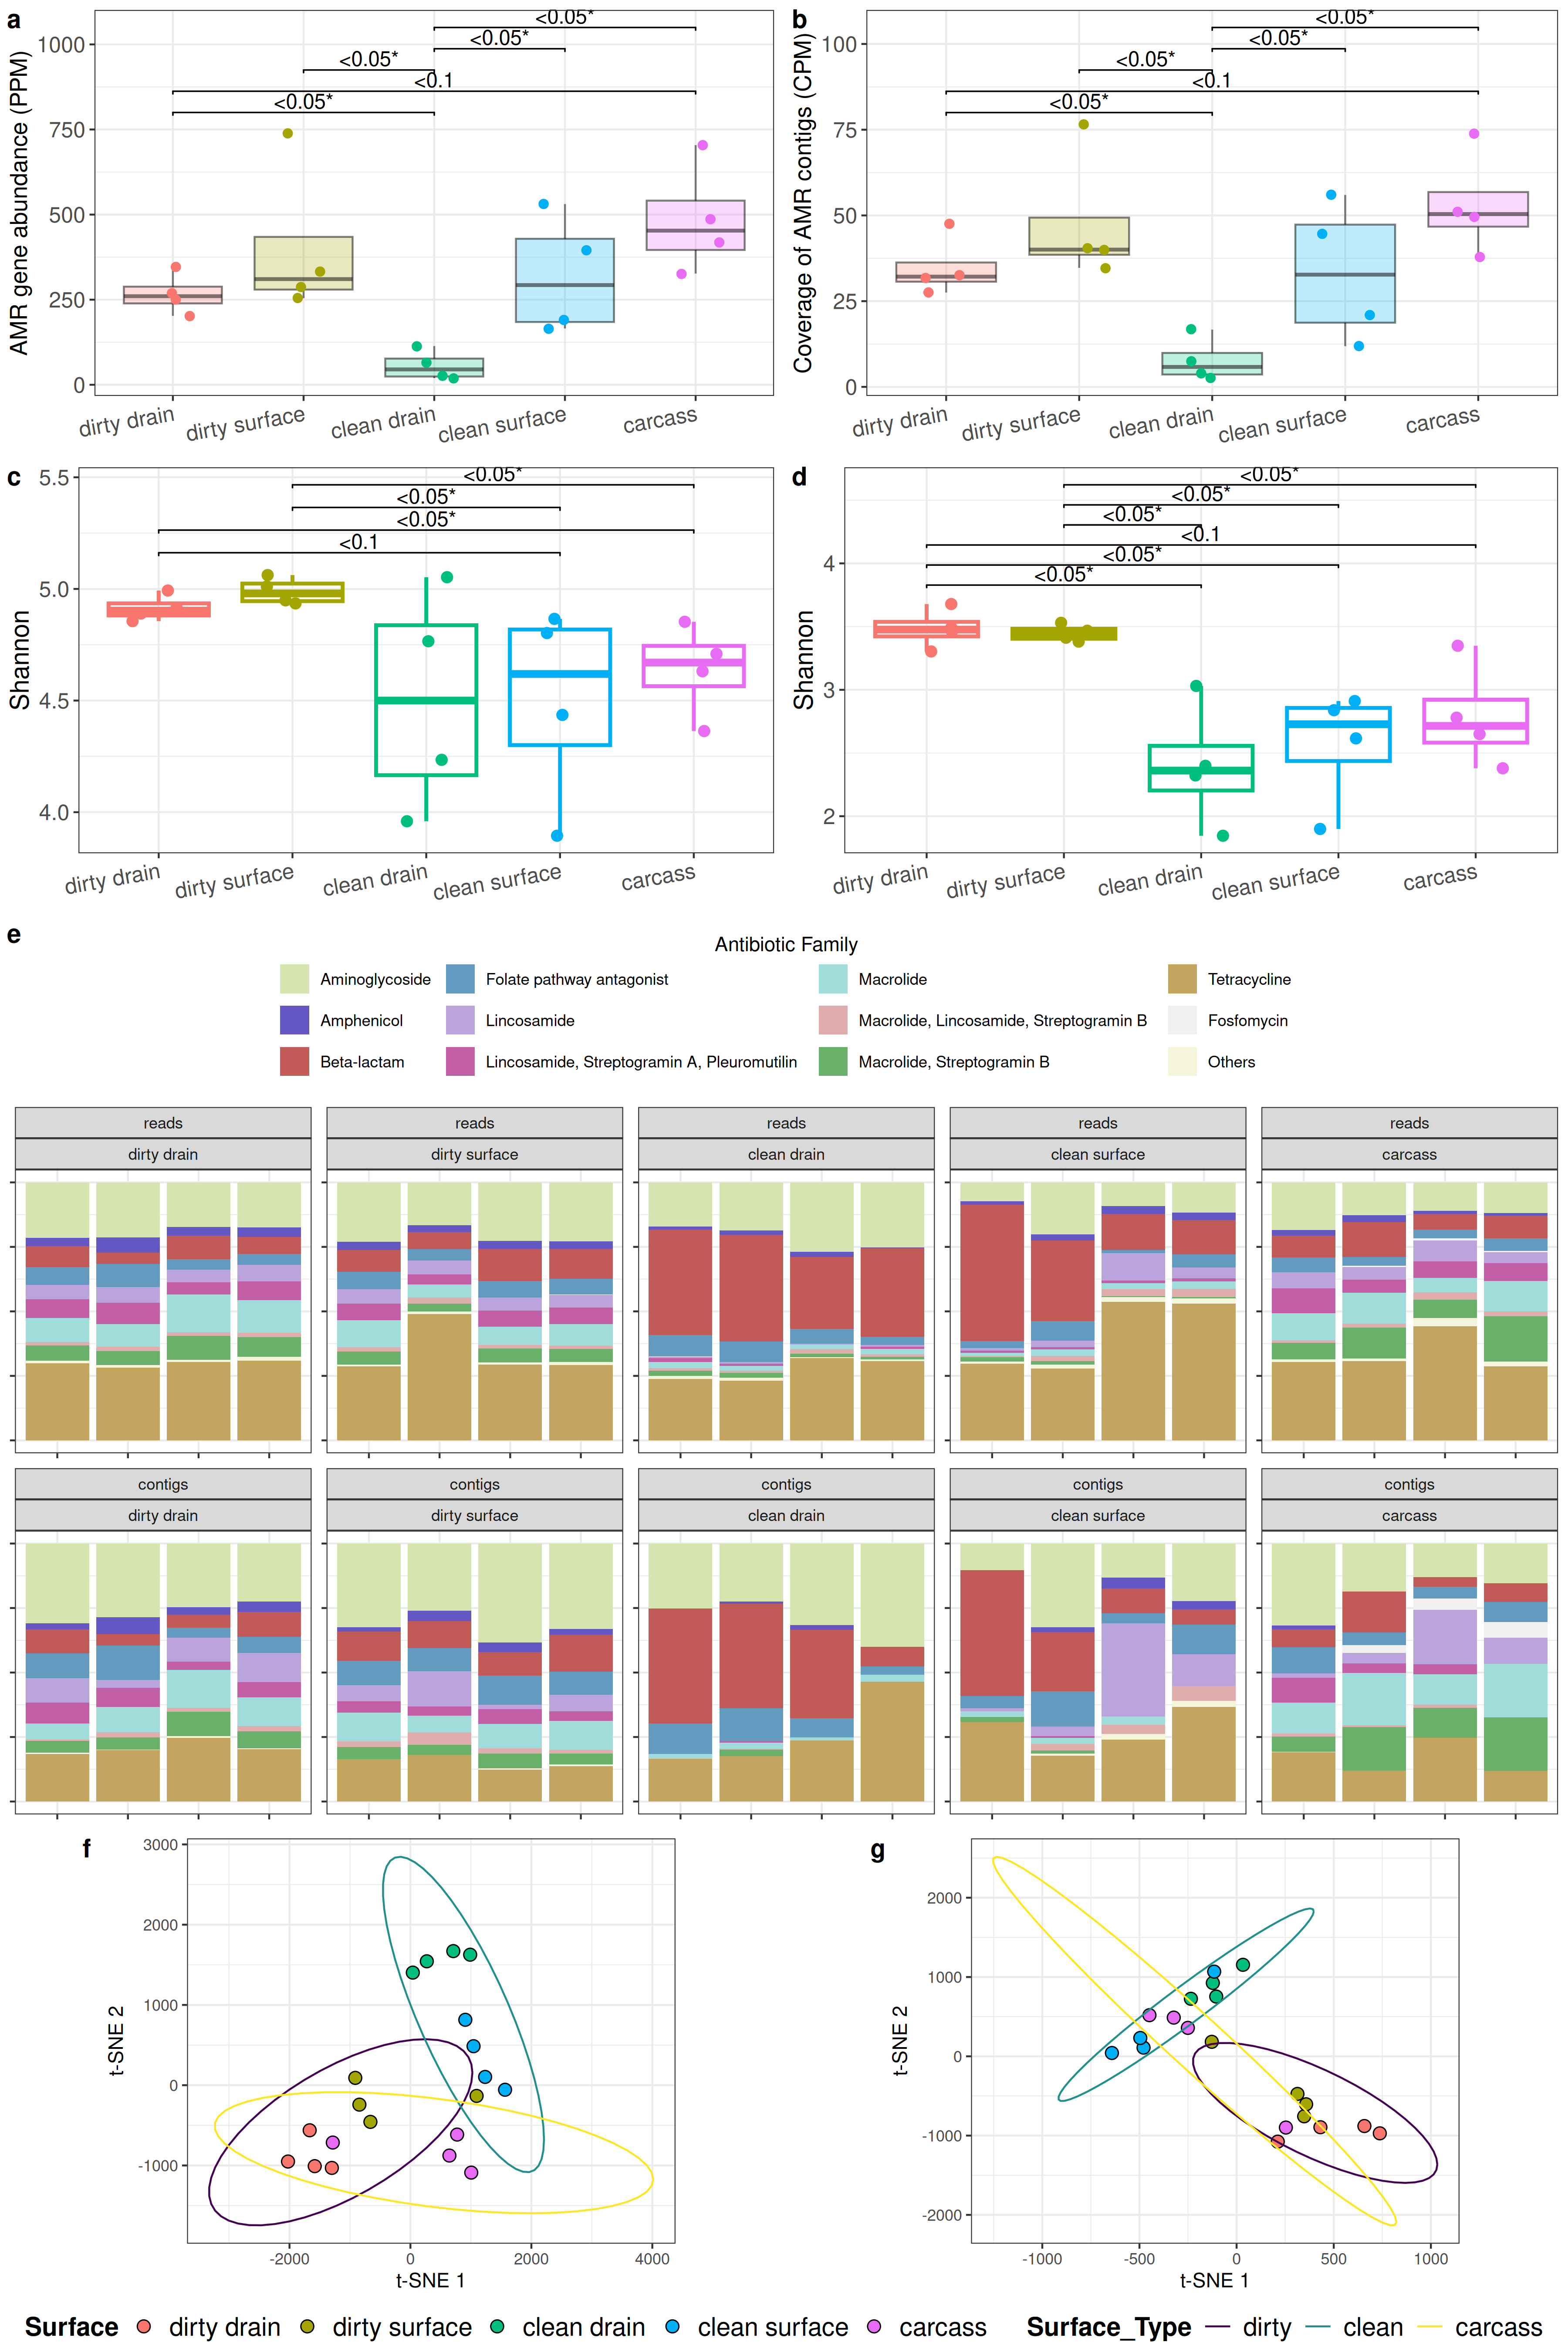 a
AMR gene abundance (PPM)
1000
750
500
250
0
<0.05*
<0.05*
<0.05*
<0.1
<0.05*
dirty drain
dirty surface
clean drain
clean surface
carcass
b
Coverage of AMR contigs (CPM)
100
75
50
25
0
<0.05*
<0.05*
<0.05*
<0.1
<0.05*
dirty drain
dirty surface
clean drain
clean surface
carcass
c
Shannon
5.5
5.0
4.5
4.0
<0.05*
<0.05*
<0.05*
<0.1
dirty drain
dirty surface
clean drain
clean surface
carcass
d
Shannon
4
3
2
<0.05*
<0.05*
<0.05*
<0.1
<0.05*
<0.05*
dirty drain
dirty surface
clean drain
clean surface
carcass
e
Antibiotic Family
Aminoglycoside
Folate pathway antagonist
Macrolide
Tetracycline
Amphenicol
Lincosamide
Macrolide, Lincosamide, Streptogramin B
Fosfomycin
Beta-lactam
Lincosamide, Streptogramin A, Pleuromutilin
Macrolide, Streptogramin B
Others
reads
reads
reads
reads
reads
dirty drain
dirty surface
clean drain
clean surface
carcass
contigs
contigs
contigs
contigs
contigs
dirty drain
dirty surface
clean drain
clean surface
carcass
f
t-SNE 2
3000
2000
1000
0
-1000
-2000
0
2000
4000
t-SNE 1
g
t-SNE 2
2000
1000
0
-1000
-2000
-1000
-500
0
500
1000
t-SNE 1
Surface dirty drain dirty surface clean drain clean surface carcass
Surface_Type dirty clean carcass